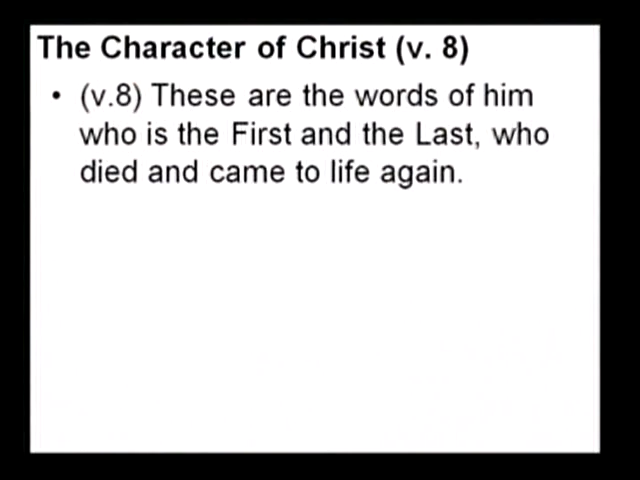 The Character of Christ (v. 8)
• (v.8) These are the words of him
who is the First and the Last, who
died and came to life again.